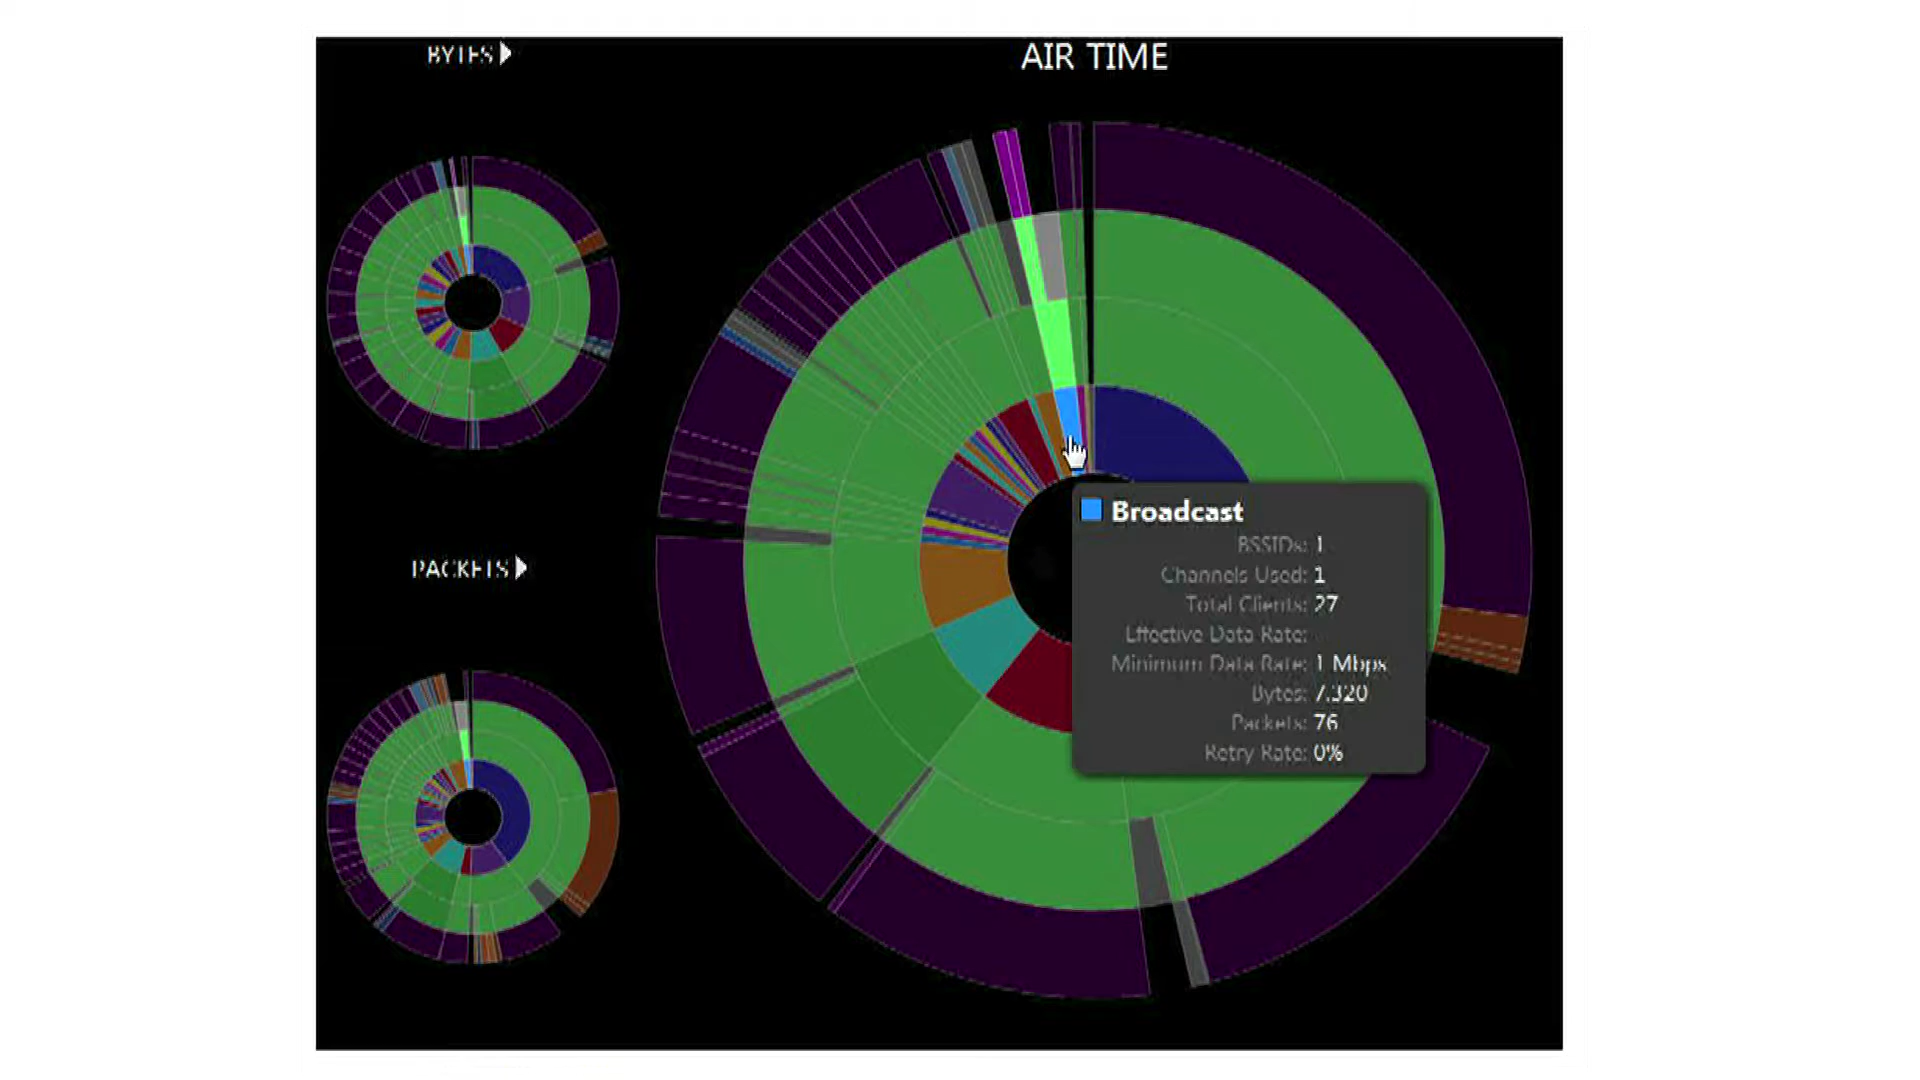 BYTES
AIR TIME
PACKETS
Broadcast
BSSIDs: 1
Channels Used: 1
Total Clients: 27
Effective Data Rate:
Minimum Data Rate: 1 Mbps
Bytes: 7,320
Packets: 76
Retry Rate: 0%